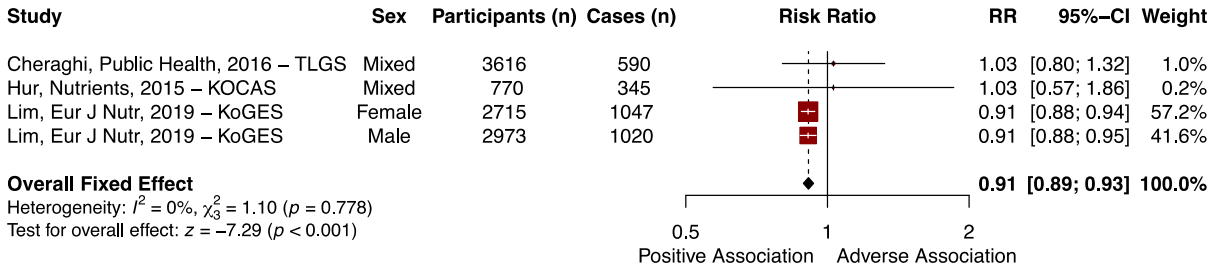 Study Sex Participants (n) Cases (n) Risk Ratio RR 95%−CI Weight
Cheraghi, Public Health, 2016 − TLGS Mixed 3616 590 1.03 [0.80; 1.32] 1.0%
Hur, Nutrients, 2015 − KOCAS Mixed 770 345 1.03 [0.57; 1.86] 0.2%
Lim, Eur J Nutr, 2019 − KoGES Female 2715 1047 0.91 [0.88; 0.94] 57.2%
Lim, Eur J Nutr, 2019 − KoGES Male 2973 1020 0.91 [0.88; 0.95] 41.6%
Overall Fixed Effect 0.91 [0.89; 0.93] 100.0%
Heterogeneity: I² = 0%, χ²₃ = 1.10 (p = 0.778)
Test for overall effect: z = −7.29 (p < 0.001)
0.5 1 2
Positive Association Adverse Association